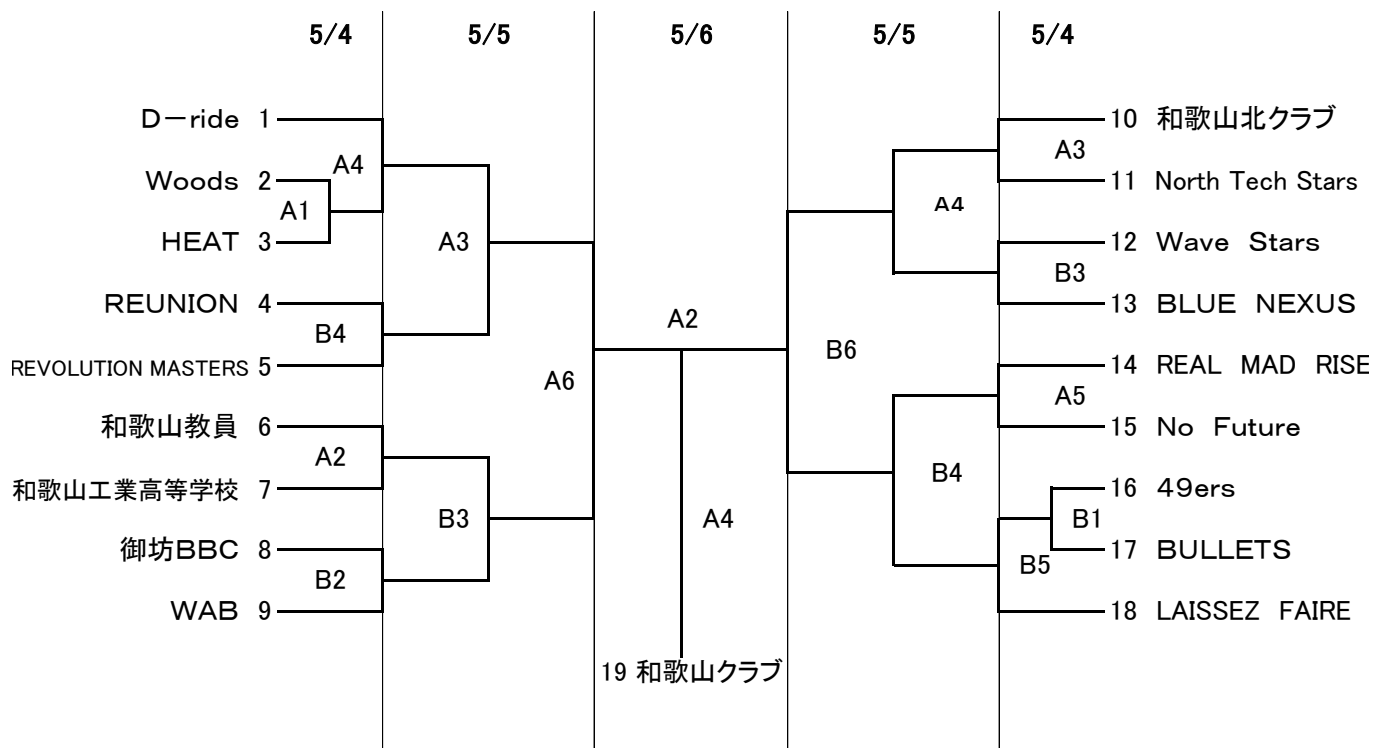 5/4 5/5 5/6 5/5 5/4
D－ride 1
A4
Woods 2
A1
HEAT 3
A3
REUNION 4
B4
REVOLUTION MASTERS 5
A6
和歌山教員 6
A2
和歌山工業高等学校 7
B3
御坊BBC 8
B2
WAB 9
A2
A4
19 和歌山クラブ
10 和歌山北クラブ
A3
11 North Tech Stars
A4
12 Wave Stars
B3
13 BLUE NEXUS
B6
14 REAL MAD RISE
A5
15 No Future
B4
16 49ers
B1
17 BULLETS
B5
18 LAISSEZ FAIRE